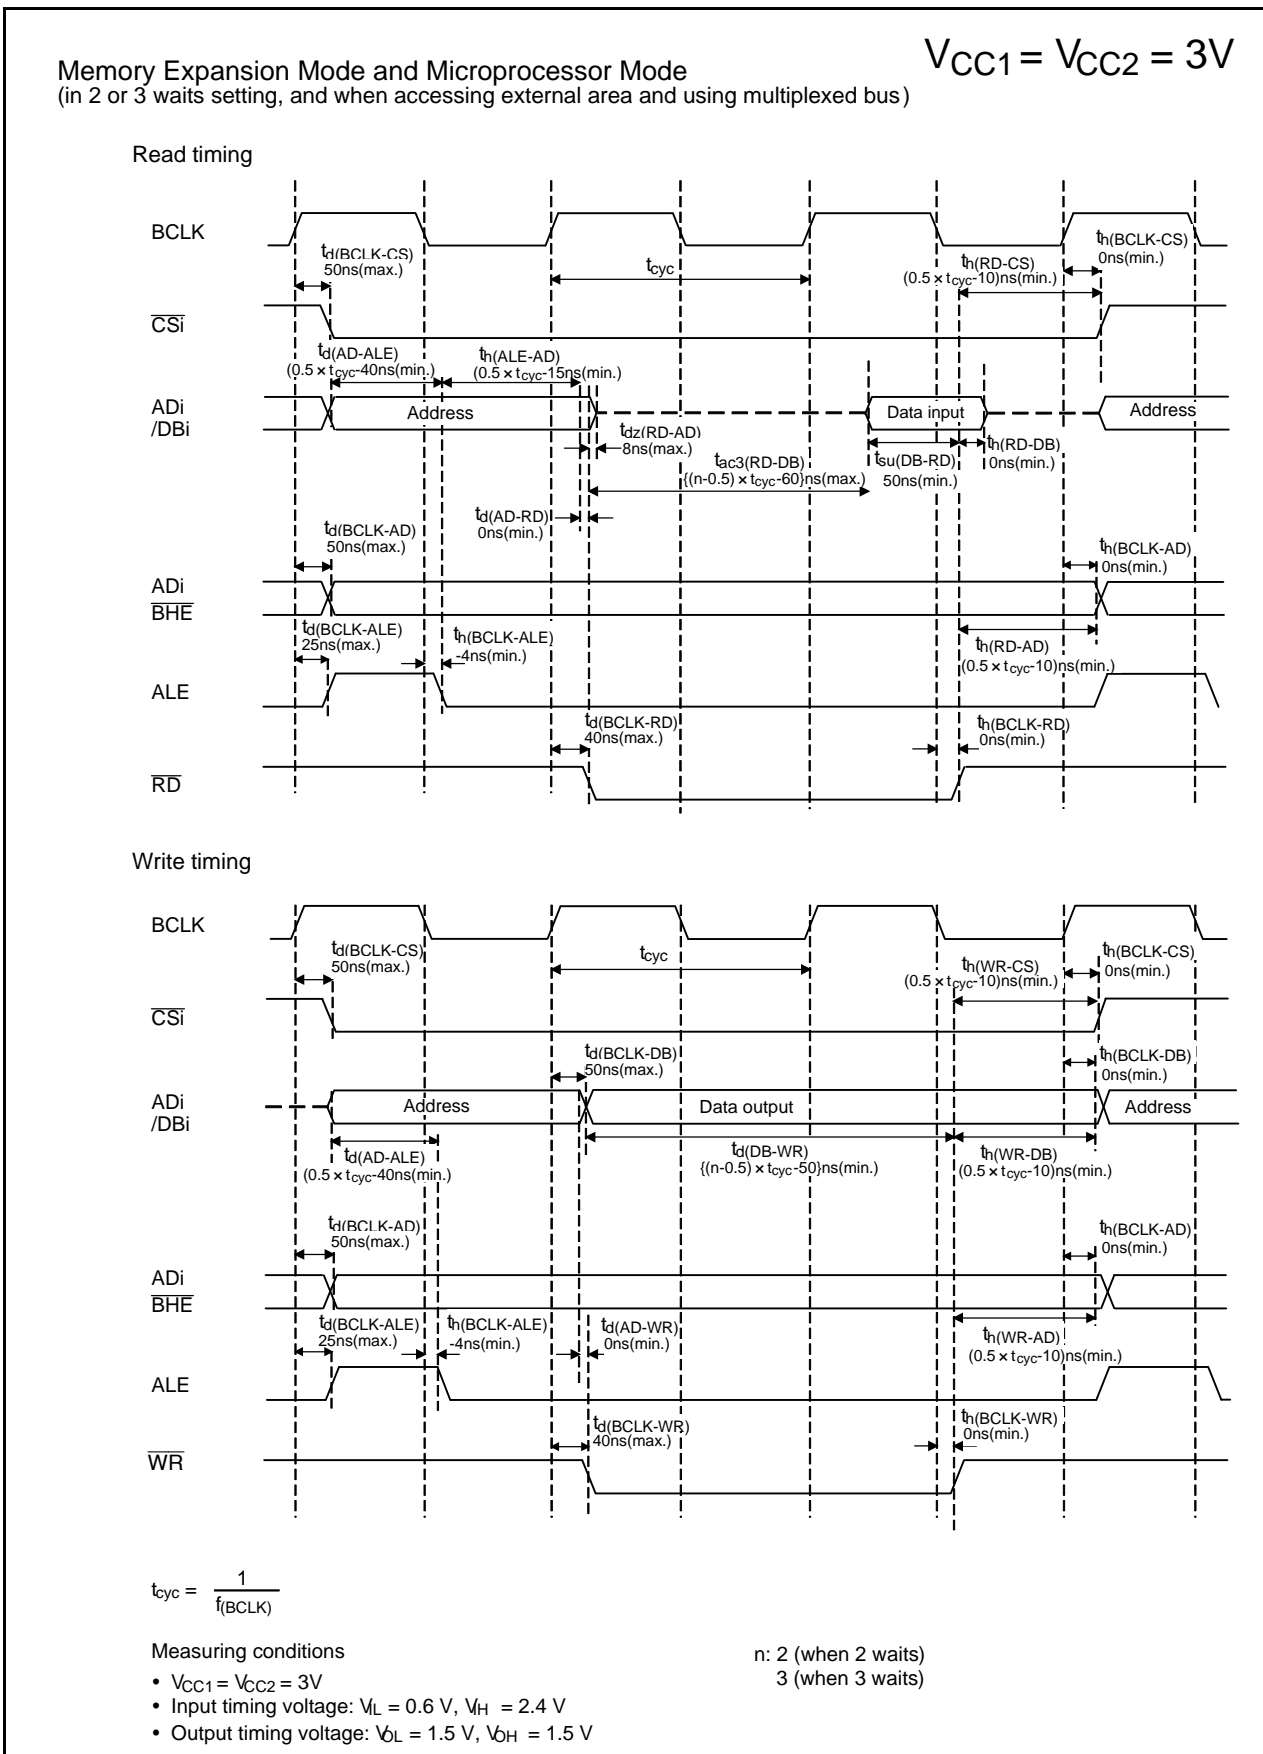 VCC1 = VCC2 = 3V
Memory Expansion Mode and Microprocessor Mode
(in 2 or 3 waits setting, and when accessing external area and using multiplexed bus)
Read timing
BCLK
td(BCLK-CS)
50ns(max.)
tcyc
th(RD-CS)
(0.5 × tcyc-10)ns(min.)
th(BCLK-CS)
0ns(min.)
CSi
td(AD-ALE)
(0.5 × tcyc-40ns(min.)
th(ALE-AD)
(0.5 × tcyc-15ns(min.)
ADi
/DBi
Address
Data input
Address
tdz(RD-AD)
8ns(max.)
tac3(RD-DB)
{(n-0.5) × tcyc-60}ns(max.)
tsu(DB-RD)
50ns(min.)
th(RD-DB)
0ns(min.)
td(AD-RD)
0ns(min.)
td(BCLK-AD)
50ns(max.)
th(BCLK-AD)
0ns(min.)
ADi
BHE
td(BCLK-ALE)
25ns(max.)
th(BCLK-ALE)
-4ns(min.)
th(RD-AD)
(0.5 × tcyc-10)ns(min.)
ALE
td(BCLK-RD)
40ns(max.)
th(BCLK-RD)
0ns(min.)
RD
Write timing
BCLK
td(BCLK-CS)
50ns(max.)
tcyc
th(WR-CS)
(0.5 × tcyc-10)ns(min.)
th(BCLK-CS)
0ns(min.)
CSi
td(BCLK-DB)
50ns(max.)
th(BCLK-DB)
0ns(min.)
ADi
/DBi
Address
Data output
Address
td(AD-ALE)
(0.5 × tcyc-40ns(min.)
td(DB-WR)
{(n-0.5) × tcyc-50}ns(min.)
th(WR-DB)
(0.5 × tcyc-10)ns(min.)
td(BCLK-AD)
50ns(max.)
th(BCLK-AD)
0ns(min.)
ADi
BHE
td(BCLK-ALE)
25ns(max.)
th(BCLK-ALE)
-4ns(min.)
td(AD-WR)
0ns(min.)
th(WR-AD)
(0.5 × tcyc-10)ns(min.)
ALE
td(BCLK-WR)
40ns(max.)
th(BCLK-WR)
0ns(min.)
WR
tcyc = 1
f(BCLK)
Measuring conditions
• VCC1 = VCC2 = 3V
• Input timing voltage: VIL = 0.6 V, VIH = 2.4 V
• Output timing voltage: VOL = 1.5 V, VOH = 1.5 V
n: 2 (when 2 waits)
3 (when 3 waits)